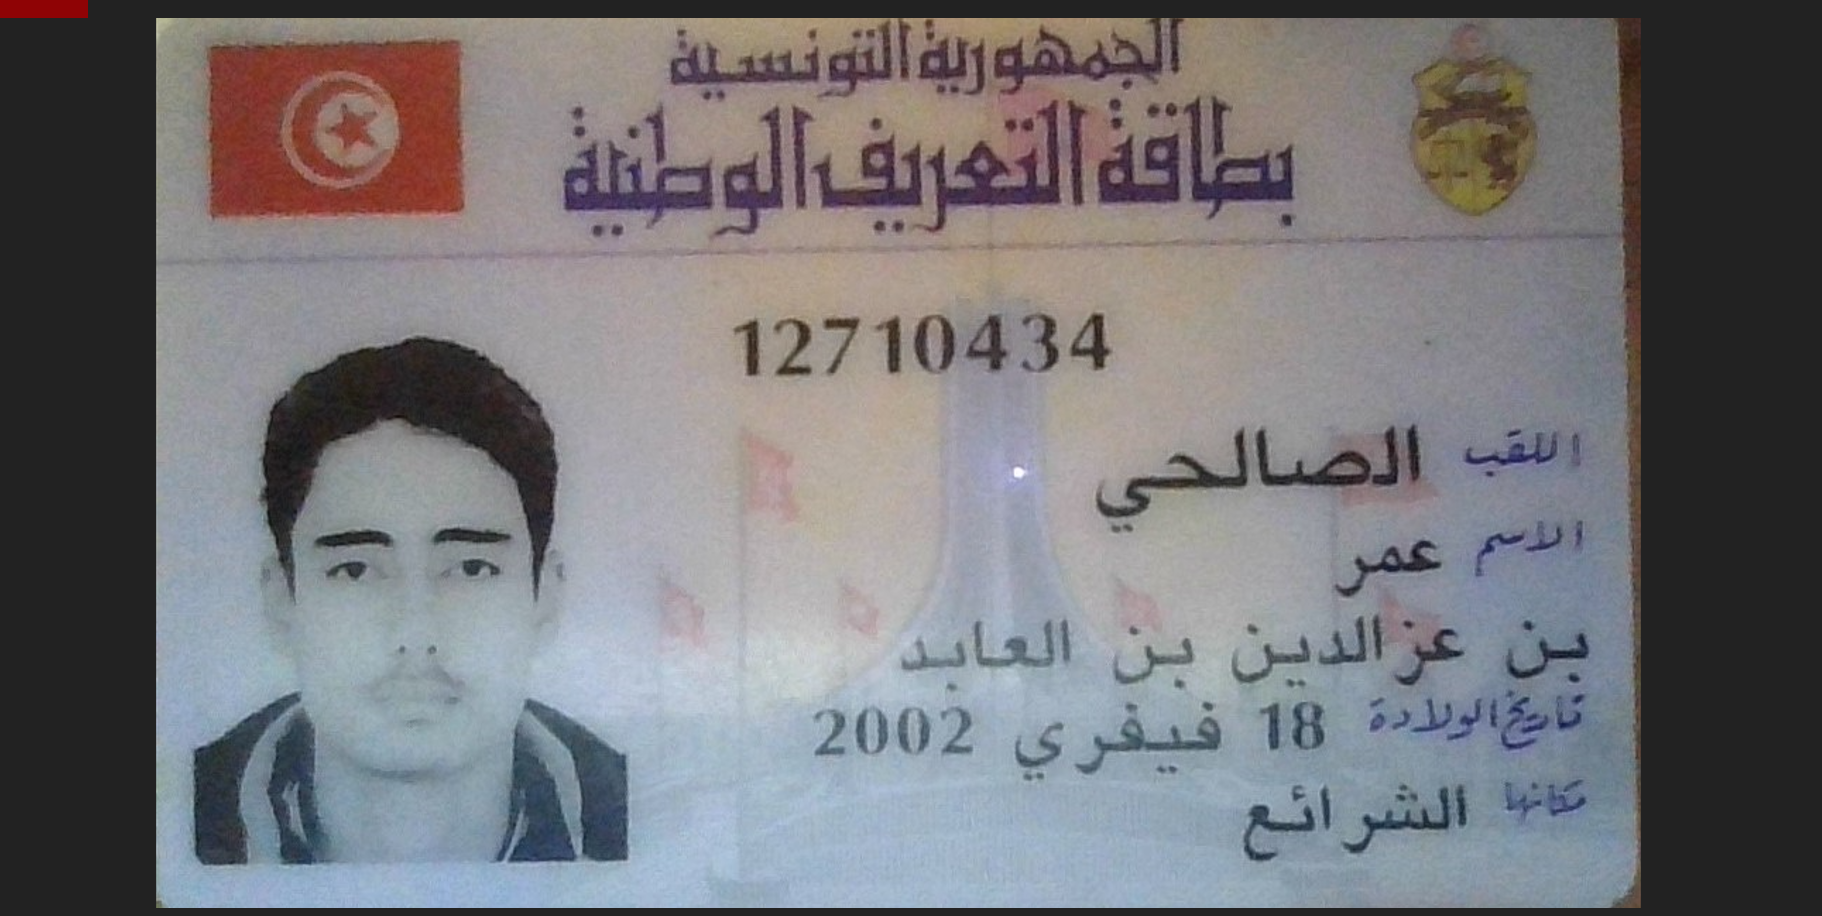 الجمهورية التونسية
بطاقة التعريف الوطنية
12710434
اللقب الصالحي
الاسم عمر
بن عزالدين بن العابد
تاريخ الولادة 18 فيفري 2002
مكانها الشرائع